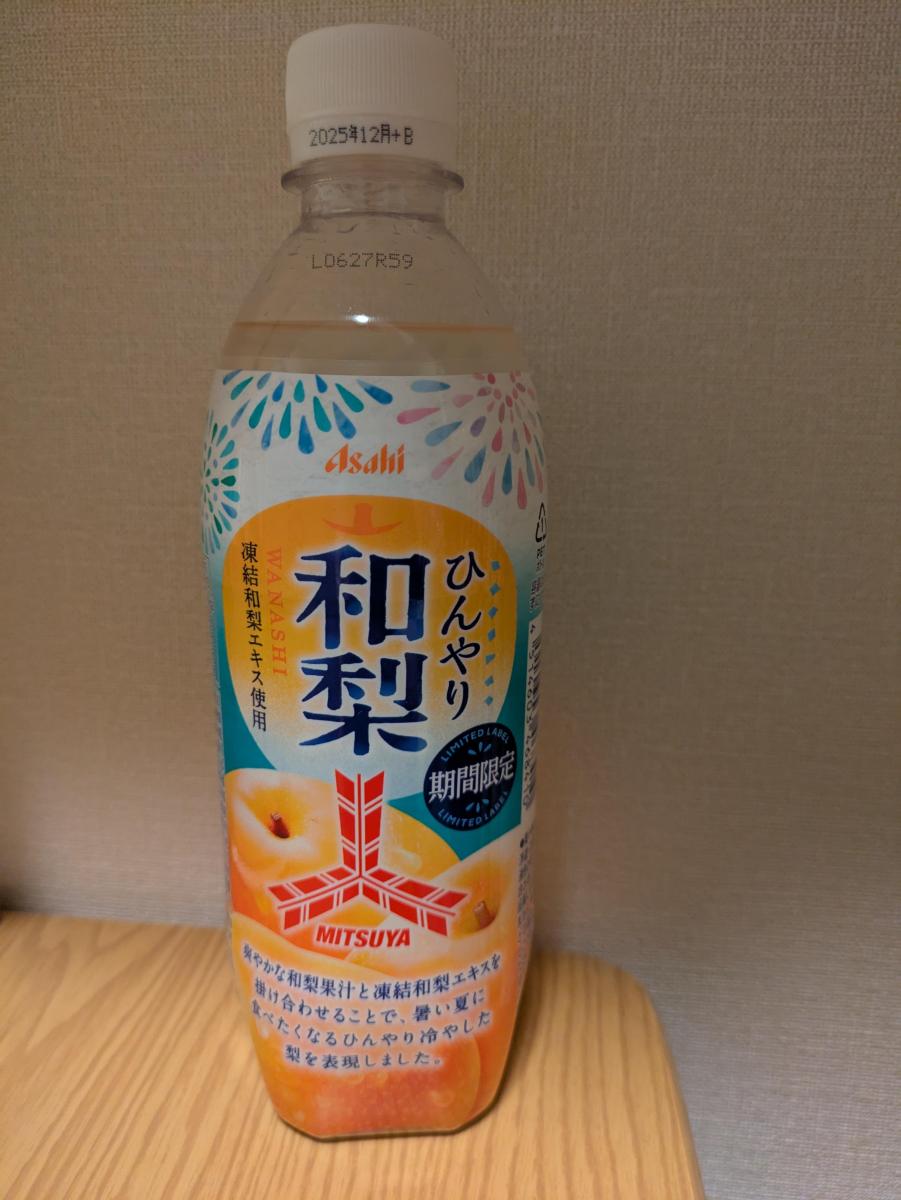 2025年12月+B
L0627R59
Asahi
ひんやり
和梨
WANASHI
凍結和梨エキス使用
LIMITED LABEL
期間限定
LIMITED LABEL
MITSUYA
爽やかな和梨果汁と凍結和梨エキスを
掛け合わせることで、暑い夏に
食べたくなるひんやり冷やした
梨を表現しました。
PET